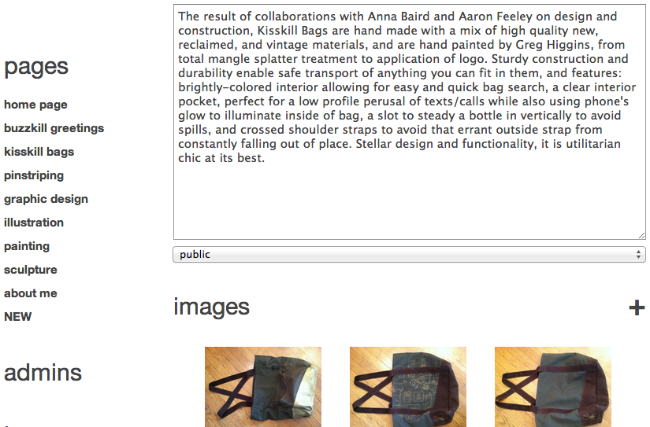 pages
home page
buzzkill greetings
kisskill bags
pinstriping
graphic design
illustration
painting
sculpture
about me
NEW
admins
The result of collaborations with Anna Baird and Aaron Feeley on design and
construction, Kisskill Bags are hand made with a mix of high quality new,
reclaimed, and vintage materials, and are hand painted by Greg Higgins, from
total mangle splatter treatment to application of logo. Sturdy construction and
durability enable safe transport of anything you can fit in them, and features:
brightly-colored interior allowing for easy and quick bag search, a clear interior
pocket, perfect for a low profile perusal of texts/calls while also using phone's
glow to illuminate inside of bag, a slot to steady a bottle in vertically to avoid
spills, and crossed shoulder straps to avoid that errant outside strap from
constantly falling out of place. Stellar design and functionality, it is utilitarian
chic at its best.
public
images
+